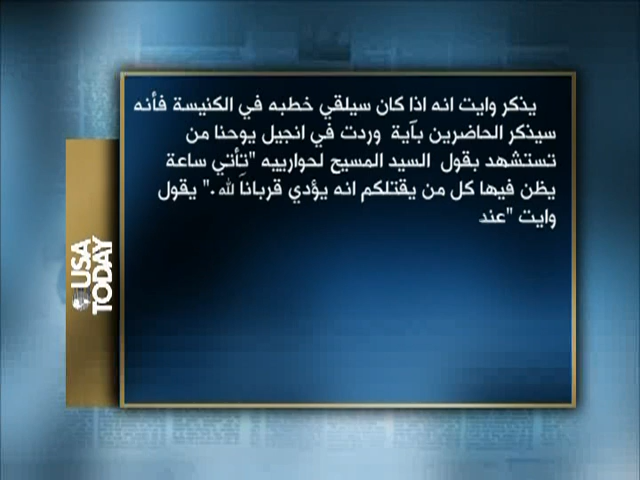 يذكر وايت انه اذا كان سيلقي خطبه في الكنيسة فأنه
سيذكر الحاضرين بآية وردت في انجيل يوحنا من
تستشهد بقول السيد المسيح لحوارييه "تأتي ساعة
يظن فيها كل من يقتلكم انه يؤدي قرباناَ لله." يقول
وايت "عند
USA
TODAY